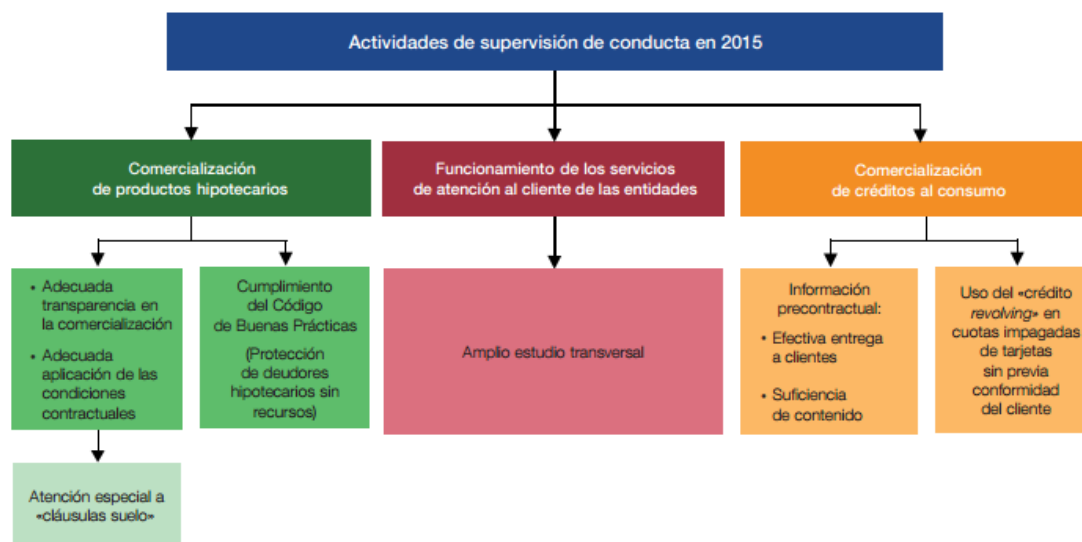 Actividades de supervisión de conducta en 2015
Comercialización
de productos hipotecarios
Funcionamiento de los servicios
de atención al cliente de las entidades
Comercialización
de créditos al consumo
• Adecuada
transparencia en
la comercialización
• Adecuada
aplicación de las
condiciones
contractuales
Cumplimiento
del Código
de Buenas Prácticas
(Protección
de deudores
hipotecarios sin
recursos)
Amplio estudio transversal
Información
precontractual:
• Efectiva entrega
a clientes
• Suficiencia
de contenido
Uso del «crédito
revolving» en
cuotas impagadas
de tarjetas
sin previa
conformidad
del cliente
Atención especial a
«cláusulas suelo»